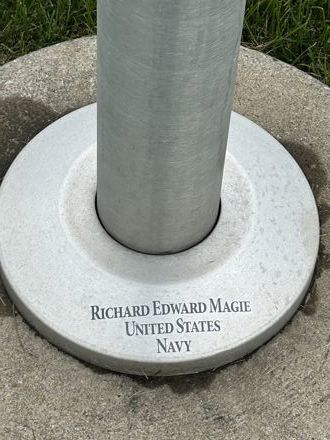 Richard Edward Magie
United States
Navy